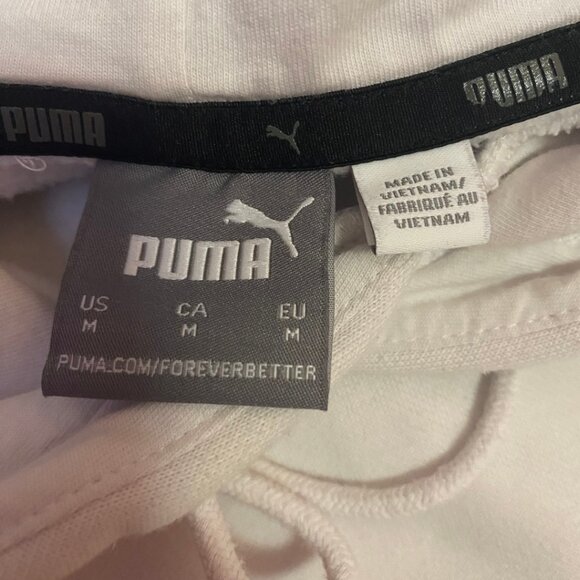 PUMA
PUMA
PUMA
US CA EU
M M M
PUMA.COM/FOREVERBETTER
MADE IN
VIETNAM/
FABRIQUÉ AU
VIETNAM